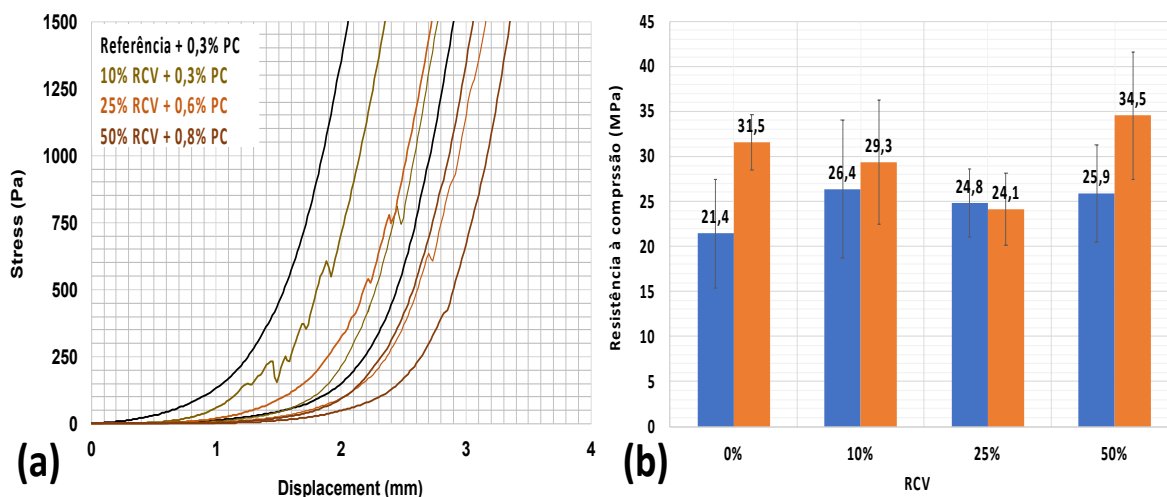 1500
1250
1000
750
500
250
0
Stress (Pa)
Referência + 0,3% PC
10% RCV + 0,3% PC
25% RCV + 0,6% PC
50% RCV + 0,8% PC
0 1 2 3 4
Displacement (mm)
(a)
45
40
35
30
25
20
15
10
5
0
Resistência à comprssão (MPa)
21,4
31,5
26,4
29,3
24,8
24,1
25,9
34,5
0% 10% 25% 50%
RCV
(b)